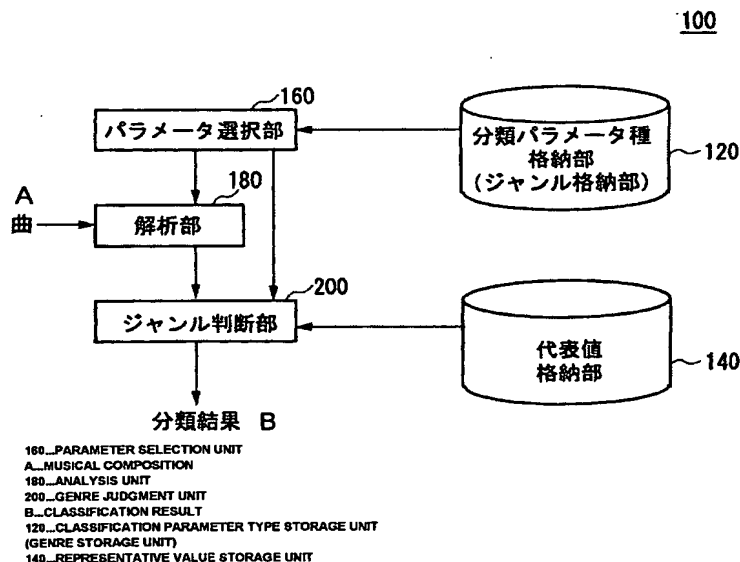 100
160
パラメータ選択部
分類パラメータ種
格納部
(ジャンル格納部)
120
A
曲
180
解析部
200
ジャンル判断部
代表値
格納部
140
分類結果 B
160...PARAMETER SELECTION UNIT
A...MUSICAL COMPOSITION
180...ANALYSIS UNIT
200...GENRE JUDGMENT UNIT
B...CLASSIFICATION RESULT
120...CLASSIFICATION PARAMETER TYPE STORAGE UNIT
(GENRE STORAGE UNIT)
140...REPRESENTATIVE VALUE STORAGE UNIT